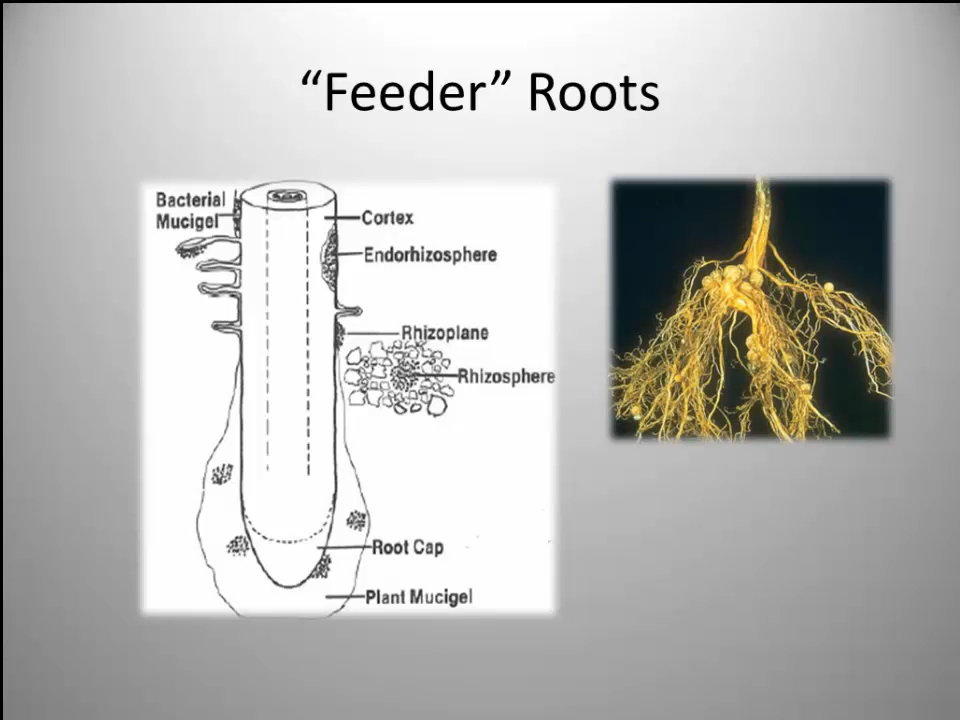 “Feeder” Roots
Bacterial
Mucigel
Cortex
Endorhizosphere
Rhizoplane
Rhizosphere
Root Cap
Plant Mucigel